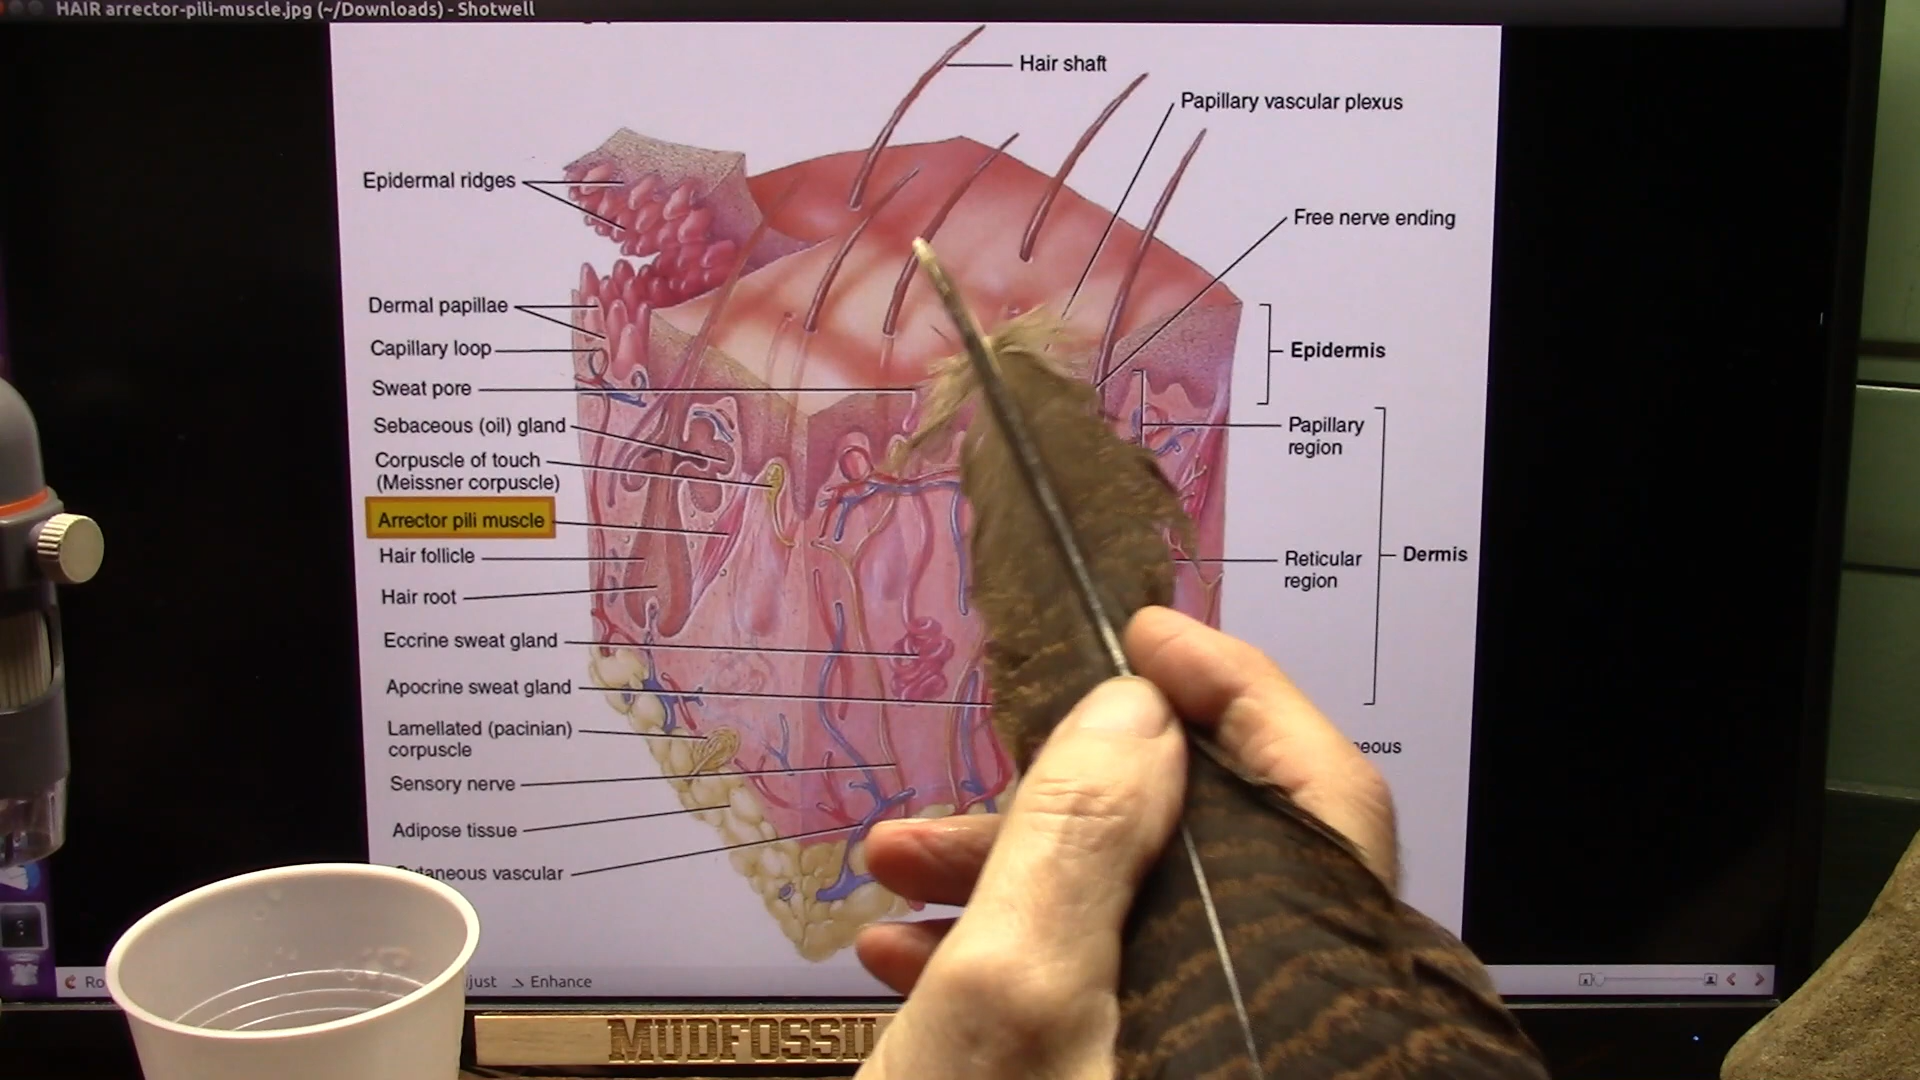 HAIR arrector-pili-muscle.jpg (~/Downloads) - Shotwell
Hair shaft
Papillary vascular plexus
Epidermal ridges
Free nerve ending
Dermal papillae
Capillary loop
Epidermis
Sweat pore
Sebaceous (oil) gland
Papillary
region
Corpuscle of touch
(Meissner corpuscle)
Arrector pili muscle
Hair follicle
Reticular
region
Dermis
Hair root
Eccrine sweat gland
Apocrine sweat gland
Lamellated (pacinian)
corpuscle
Sensory nerve
Adipose tissue
vascular
Enhance
MUDFOSSIL